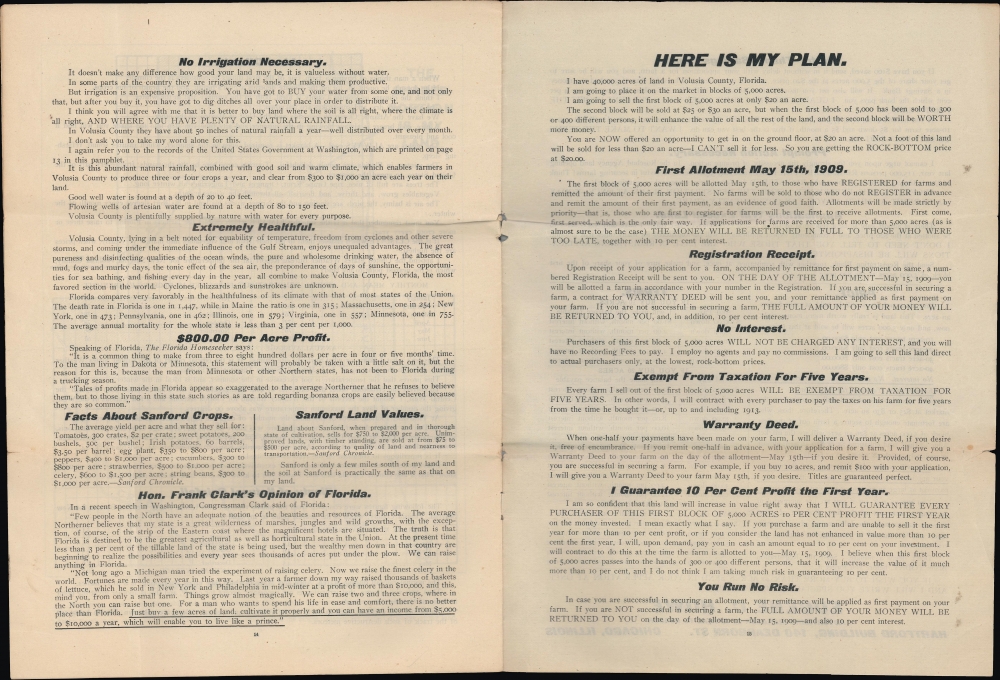 No Irrigation Necessary.
It doesn't make any difference how good your land may be, it is valueless without water.
In some parts of the country they are irrigating arid lands and making them productive.
But irrigation is an expensive proposition. You have got to BUY your water from some one, and not only
that, but after you buy it, you have got to dig ditches all over your place in order to distribute it.
I think you will agree with me that it is better to buy land where the soil is all right, where the climate is
all right, AND WHERE YOU HAVE PLENTY OF NATURAL RAINFALL.
In Volusia County they have about 50 inches of natural rainfall a year—well distributed over every month.
I don't ask you to take my word alone for this.
I again refer you to the records of the United States Government at Washington, which are printed on page
13 in this pamphlet.
It is this abundant natural rainfall, combined with good soil and warm climate, which enables farmers in
Volusia County to produce three or four crops a year, and clear from $300 to $1,000 an acre each year on their
land.
Good well water is found at a depth of 20 to 40 feet.
Flowing wells of artesian water are found at a depth of 80 to 150 feet.
Volusia County is plentifully supplied by nature with water for every purpose.
Extremely Healthful.
Volusia County, lying in a belt noted for equability of temperature, freedom from cyclones and other severe
storms, and coming under the immediate influence of the Gulf Stream, enjoys unequaled advantages. The great
pureness and disinfecting qualities of the ocean winds, the pure and wholesome drinking water, the absence of
mud, fogs and murky days, the tonic effect of the sea air, the preponderance of days of sunshine, the opportuni-
ties for sea bathing, and fishing every day in the year, all combine to make Volusia County, Florida, the most
favored section in the world. Cyclones, blizzards and sunstrokes are unknown.
Florida compares very favorably in the healthfulness of its climate with that of most states of the Union.
The death rate in Florida is one in 1,447, while in Maine the ratio is one in 315; Massachusetts, one in 254; New
York, one in 473; Pennsylvania, one in 462; Illinois, one in 579; Virginia, one in 557; Minnesota, one in 755.
The average annual mortality for the whole state is less than 3 per cent per 1,000.
$800.00 Per Acre Profit.
Speaking of Florida, The Florida Homeseeker says:
"It is a common thing to make from three to eight hundred dollars per acre in four or five months' time.
To the man living in Dakota or Minnesota, this statement will probably be taken with a little salt on it, but the
reason for this is, because the man from Minnesota or other Northern states, has not been to Florida during
a trucking season.
"Tales of profits made in Florida appear so exaggerated to the average Northerner that he refuses to believe
them, but to those living in this state such stories as are told regarding bonanza crops are easily believed because
they are so common."
Facts About Sanford Crops.
The average yield per acre and what they sell for:
Tomatoes, 300 crates, $2 per crate; sweet potatoes, 200
bushels, 50c per bushel; Irish potatoes, 60 barrels,
$3.50 per barrel; egg plant, $350 to $800 per acre;
peppers, $400 to $1,000 per acre; cucumbers, $300 to
$800 per acre; strawberries, $500 to $1,000 per acre;
celery, $600 to $1,500 per acre; string beans, $300 to
$1,000 per acre.—Sanford Chronicle.
Sanford Land Values.
Land about Sanford, when prepared and in thorough
state of cultivation, sells for $750 to $2,000 per acre. Unim-
proved lands, with timber standing, are sold at from $75 to
$500 per acre, according to quality of land and nearness to
transportation.—Sanford Chronicle.
Sanford is only a few miles south of my land and
the soil at Sanford is practically the same as that on
my land.
Hon. Frank Clark's Opinion of Florida.
In a recent speech in Washington, Congressman Clark said of Florida:
"Few people in the North have an adequate notion of the beauties and resources of Florida. The average
Northerner believes that my state is a great wilderness of marshes, jungles and wild growths, with the excep-
tion, of course, of the strip of the Eastern coast where the magnificent hotels are situated. The truth is that
Florida is destined to be the greatest agricultural as well as horticultural state in the Union. At the present time
less than 3 per cent of the tillable land of the state is being used, but the wealthy men down in the country are
beginning to realize the possibilities and every year sees thousands of acres put under the plow. We can raise
anything in Florida.
"Not long ago a Michigan man tried the experiment of raising celery. Now we raise the finest celery in the
world. Fortunes are made every year in this way. Last year a farmer down my way raised thousands of baskets
of lettuce, which he sold in New York and Philadelphia in mid-winter at a profit of more than $10,000, and this,
mind you, from only a small farm. Things grow almost magically. We can raise two and three crops, where in
the North you can raise but one. For a man who wants to spend his life in ease and comfort, there is no better
place than Florida. Just buy a few acres of land, cultivate it properly and you can have an income from $5,000
to $10,000 a year, which will enable you to live like a prince."
14
HERE IS MY PLAN.
I have 40,000 acres of land in Volusia County, Florida.
I am going to place it on the market in blocks of 5,000 acres.
I am going to sell the first block of 5,000 acres at only $20 an acre.
The second block will be sold at $25 or $30 an acre, but when the first block of 5,000 has been sold to 300
or 400 different persons, it will enhance the value of all the rest of the land, and the second block will be WORTH
more money.
You are NOW offered an opportunity to get in on the ground floor, at $20 an acre. Not a foot of this land
will be sold for less than $20 an acre—I CAN'T sell it for less. So you are getting the ROCK-BOTTOM price
at $20.00.
First Allotment May 15th, 1909.
The first block of 5,000 acres will be allotted May 15th, to those who have REGISTERED for farms and
remitted the amount of their first payment. No farms will be sold to those who do not REGISTER in advance
and remit the amount of their first payment, as an evidence of good faith. Allotments will be made strictly by
priority—that is, those who are first to register for farms will be the first to receive allotments. First come,
first served, which is the only fair way. If applications for farms are received for more than 5,000 acres (as is
almost sure to be the case) THE MONEY WILL BE RETURNED IN FULL TO THOSE WHO WERE
TOO LATE, together with 10 per cent interest.
Registration Receipt.
Upon receipt of your application for a farm, accompanied by remittance for first payment on same, a num-
bered Registration Receipt will be sent to you. ON THE DAY OF THE ALLOTMENT—May 15, 1909—you
will be allotted a farm in accordance with your number in the Registration. If you are successful in securing a
farm, a contract for WARRANTY DEED will be sent you, and your remittance applied as first payment on
your farm. If you are not successful in securing a farm, THE FULL AMOUNT OF YOUR MONEY WILL
BE RETURNED TO YOU, and, in addition, 10 per cent interest.
No Interest.
Purchasers of this first block of 5,000 acres WILL NOT BE CHARGED ANY INTEREST, and you will
have no Recording Fees to pay. I employ no agents and pay no commissions. I am going to sell this land direct
to actual purchasers only, at the lowest, rock-bottom prices.
Exempt From Taxation For Five Years.
Every farm I sell out of the first block of 5,000 acres WILL BE EXEMPT FROM TAXATION FOR
FIVE YEARS. In other words, I will contract with every purchaser to pay the taxes on his farm for five years
from the time he bought it—or, up to and including 1913.
Warranty Deed.
When one-half your payments have been made on your farm, I will deliver a Warranty Deed, if you desire
it, free of encumbrance. If you remit one-half in advance, with your application for a farm, I will give you a
Warranty Deed to your farm on the day of the allotment—May 15th—if you desire it. Provided, of course,
you are successful in securing a farm. For example, if you buy 10 acres, and remit $100 with your application,
I will give you a Warranty Deed to your farm May 15th, if you desire. Titles are guaranteed perfect.
I Guarantee 10 Per Cent Profit the First Year.
I am so confident that this land will increase in value right away that I WILL GUARANTEE EVERY
PURCHASER OF THIS FIRST BLOCK OF 5,000 ACRES 10 PER CENT PROFIT THE FIRST YEAR
on the money invested. I mean exactly what I say. If you purchase a farm and are unable to sell it the first
year for more than 10 per cent profit, or if you consider the land has not enhanced in value more than 10 per
cent the first year, I will, upon demand, pay you in cash an amount equal to 10 per cent on your investment. I
will contract to do this at the time the farm is allotted to you—May 15, 1909. I believe when this first block
of 5,000 acres passes into the hands of 300 or 400 different persons, that it will increase the value of it much
more than 10 per cent, and I do not think I am taking much risk in guaranteeing 10 per cent.
You Run No Risk.
In case you are successful in securing an allotment, your remittance will be applied as first payment on your
farm. If you are NOT successful in securing a farm, the FULL AMOUNT OF YOUR MONEY WILL BE
RETURNED TO YOU on the day of the allotment—May 15, 1909—and also 10 per cent interest.
15